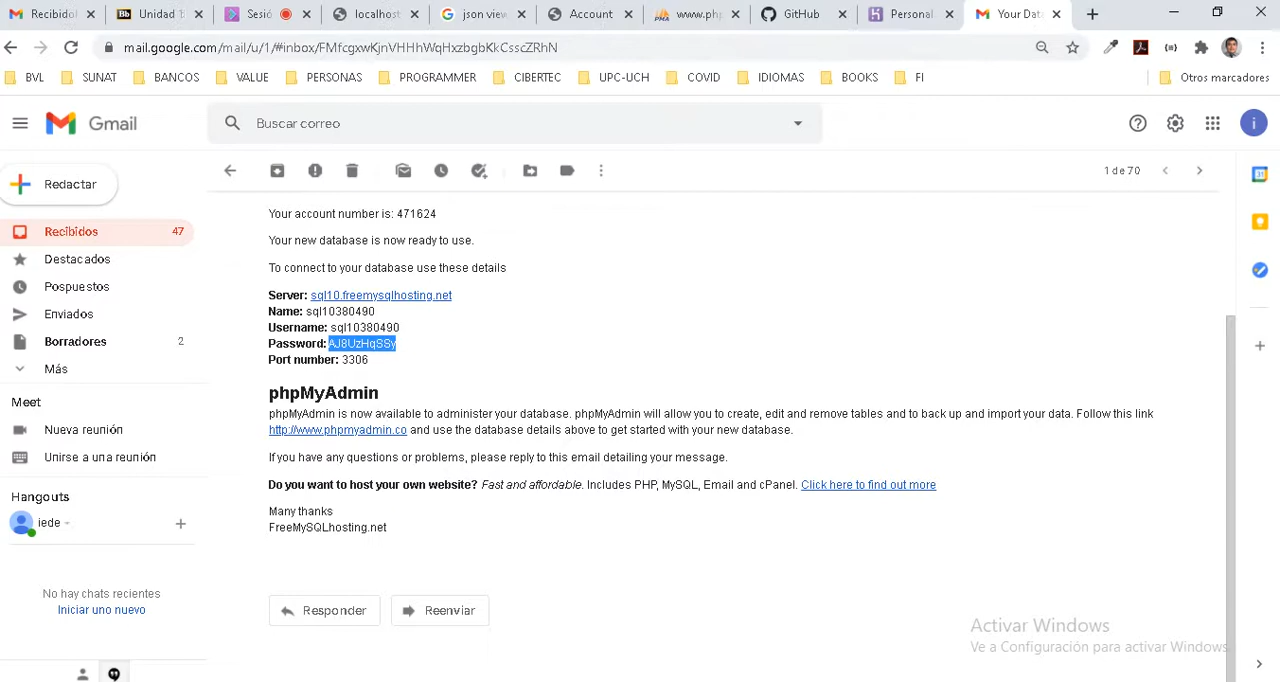 Recibido
Unidad 1
Sesió
localhost
json view
Account
www.ph
GitHub
Personal
Your Data
mail.google.com/mail/u/1/#inbox/FMfcgxwKjnVHHhWqHxzbgbKkCsscZRhN
BVL SUNAT BANCOS VALUE PERSONAS PROGRAMMER CIBERTEC UPC-UCH COVID IDIOMAS BOOKS FI Otros marcadores
Gmail
Buscar correo
i
Redactar
1 de 70
Recibidos 47
Destacados
Pospuestos
Enviados
Borradores 2
Más
Meet
Nueva reunión
Unirse a una reunión
Hangouts
iede
No hay chats recientes
Iniciar uno nuevo
Your account number is: 471624
Your new database is now ready to use.
To connect to your database use these details
Server: sql10.freemysqlhosting.net
Name: sql10380490
Username: sql10380490
Password: AJ8UzHqSSy
Port number: 3306
phpMyAdmin
phpMyAdmin is now available to administer your database. phpMyAdmin will allow you to create, edit and remove tables and to back up and import your data. Follow this link
http://www.phpmyadmin.co and use the database details above to get started with your new database.
If you have any questions or problems, please reply to this email detailing your message.
Do you want to host your own website? Fast and affordable. Includes PHP, MySQL, Email and cPanel. Click here to find out more
Many thanks
FreeMySQLhosting.net
Responder
Reenviar
Activar Windows
Ve a Configuración para activar Windows.